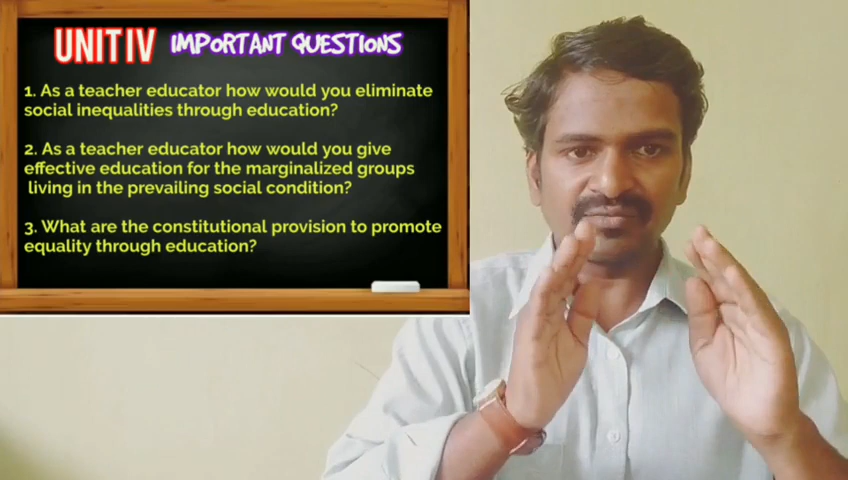 UNIT IV IMPORTANT QUESTIONS
1. As a teacher educator how would you eliminate
social inequalities through education?
2. As a teacher educator how would you give
effective education for the marginalized groups
living in the prevailing social condition?
3. What are the constitutional provision to promote
equality through education?